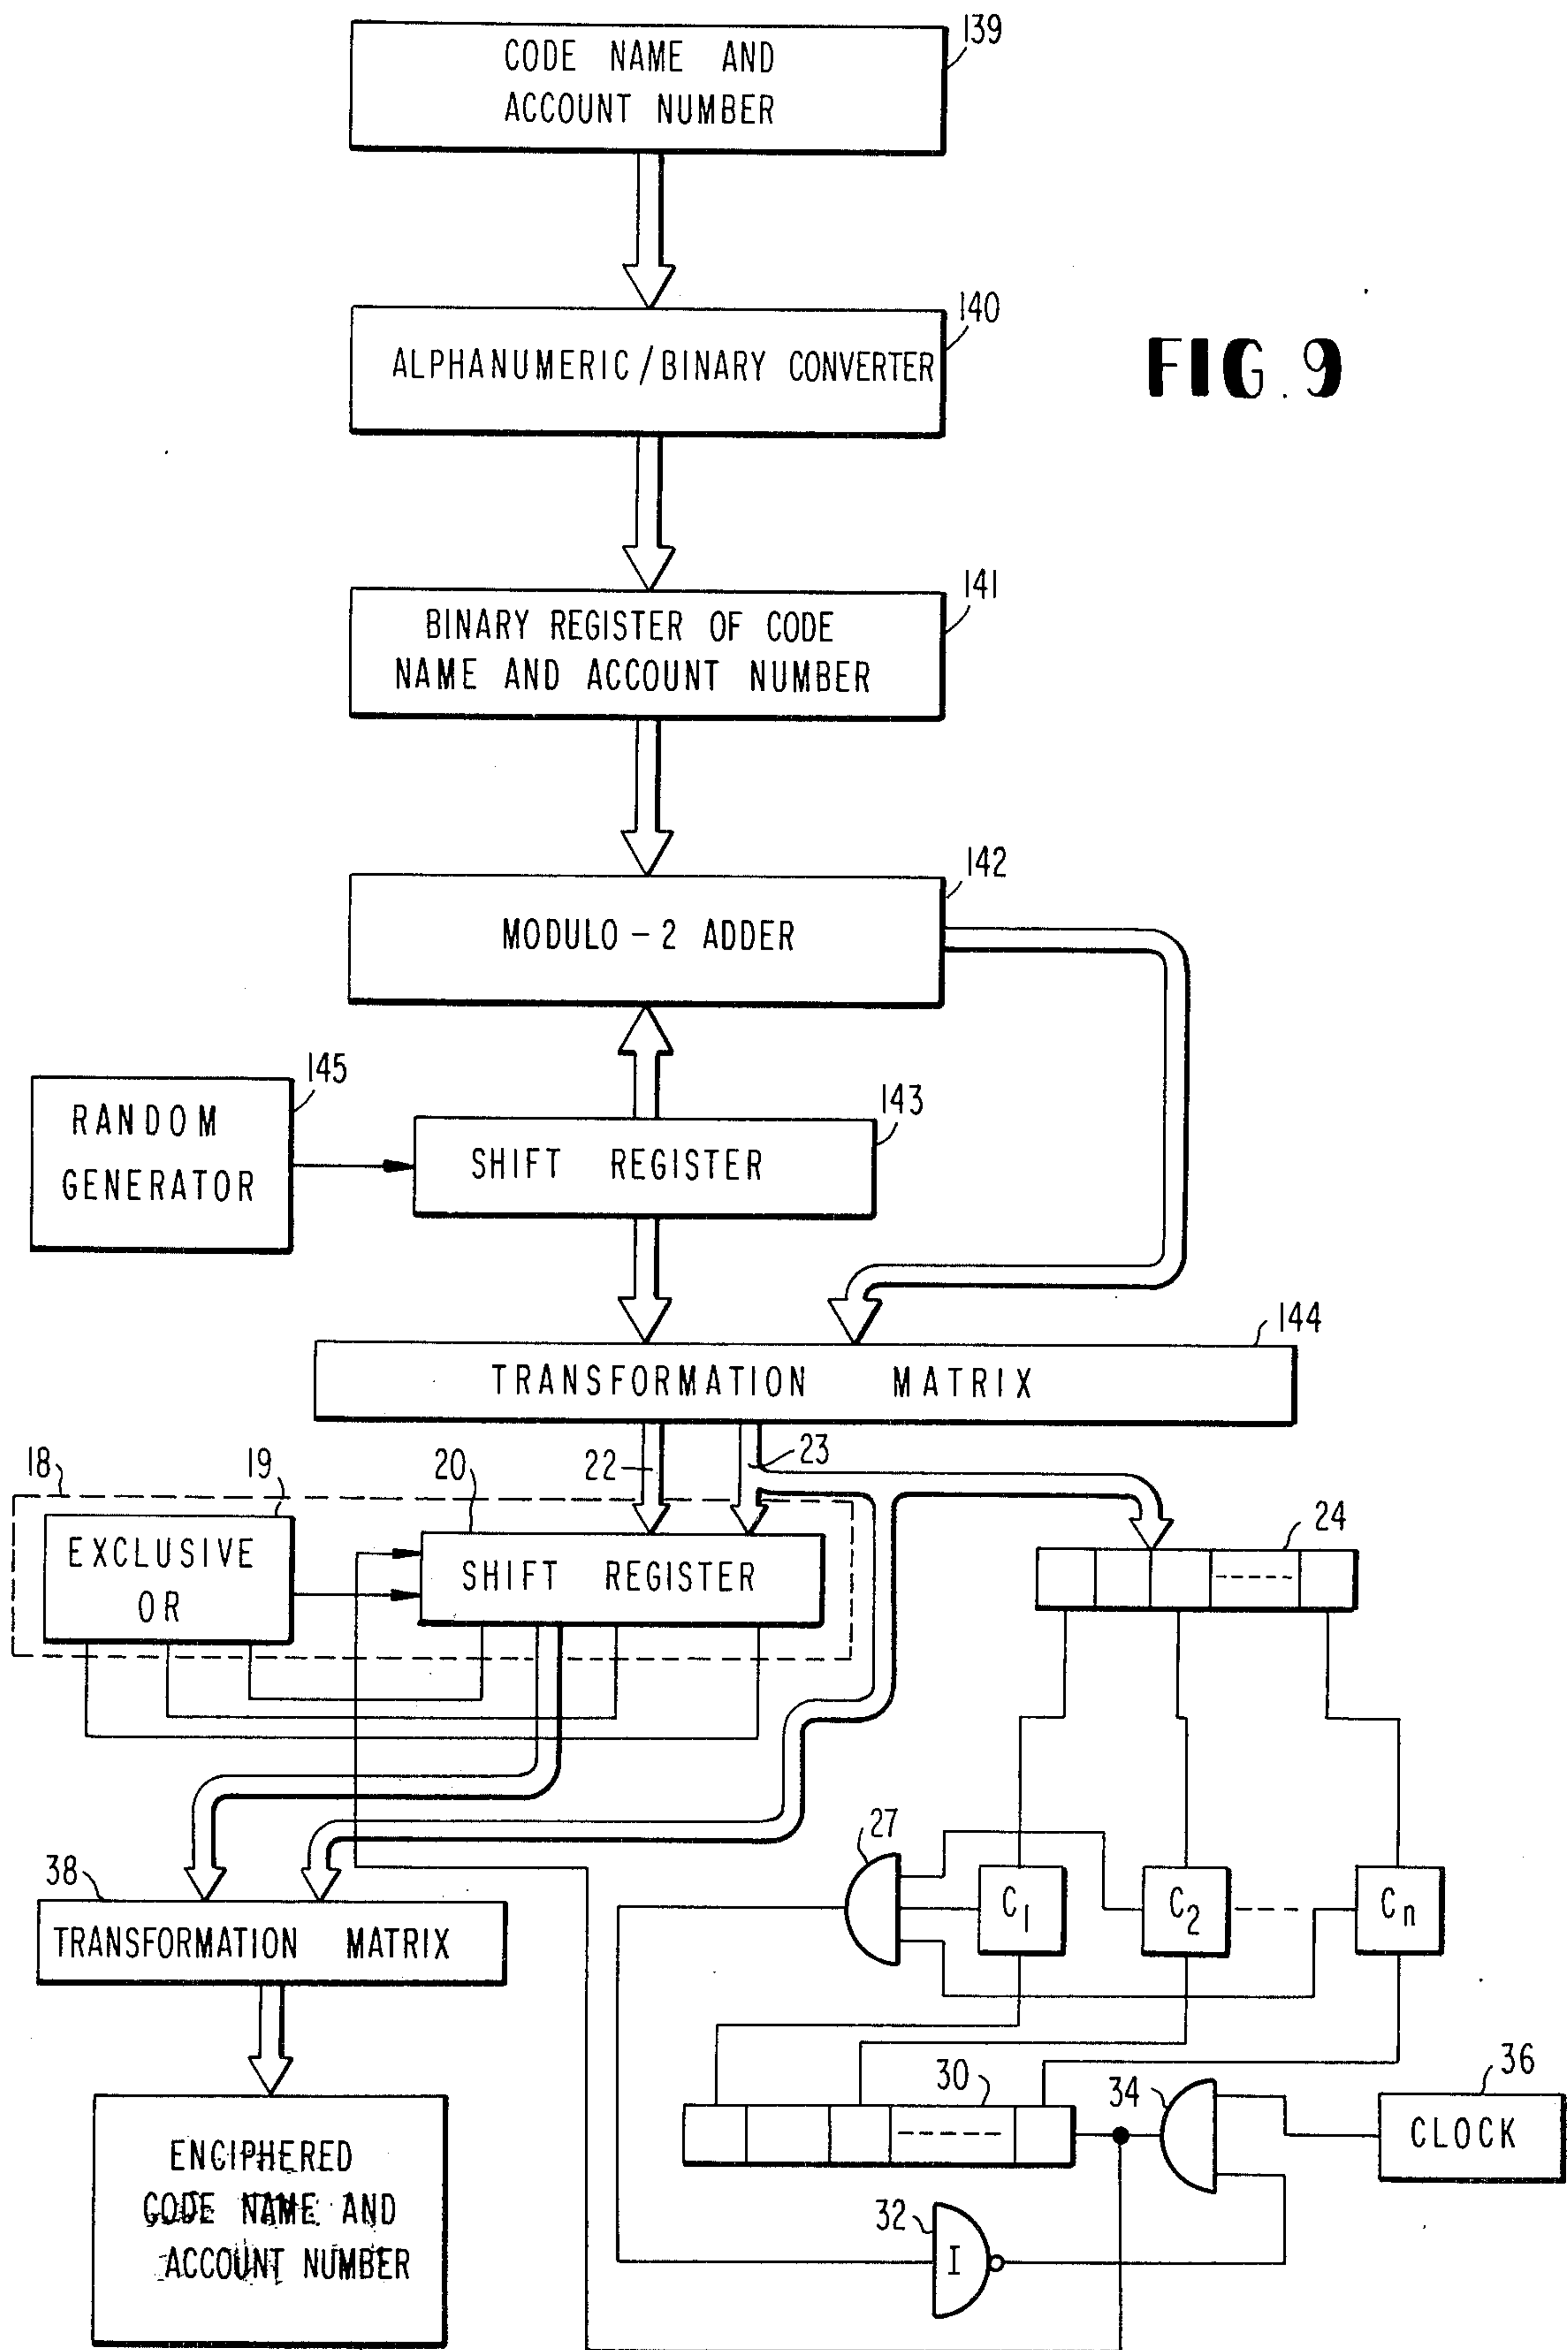 139
CODE NAME AND
ACCOUNT NUMBER
140
ALPHANUMERIC/BINARY CONVERTER
FIG. 9
141
BINARY REGISTER OF CODE
NAME AND ACCOUNT NUMBER
142
MODULO-2 ADDER
145
RANDOM
GENERATOR
143
SHIFT REGISTER
144
TRANSFORMATION MATRIX
18
19
20
22
23
EXCLUSIVE
OR
SHIFT REGISTER
24
27
C1
C2
Cn
38
TRANSFORMATION MATRIX
30
34
36
CLOCK
ENCIPHERED
CODE NAME AND
ACCOUNT NUMBER
32
I